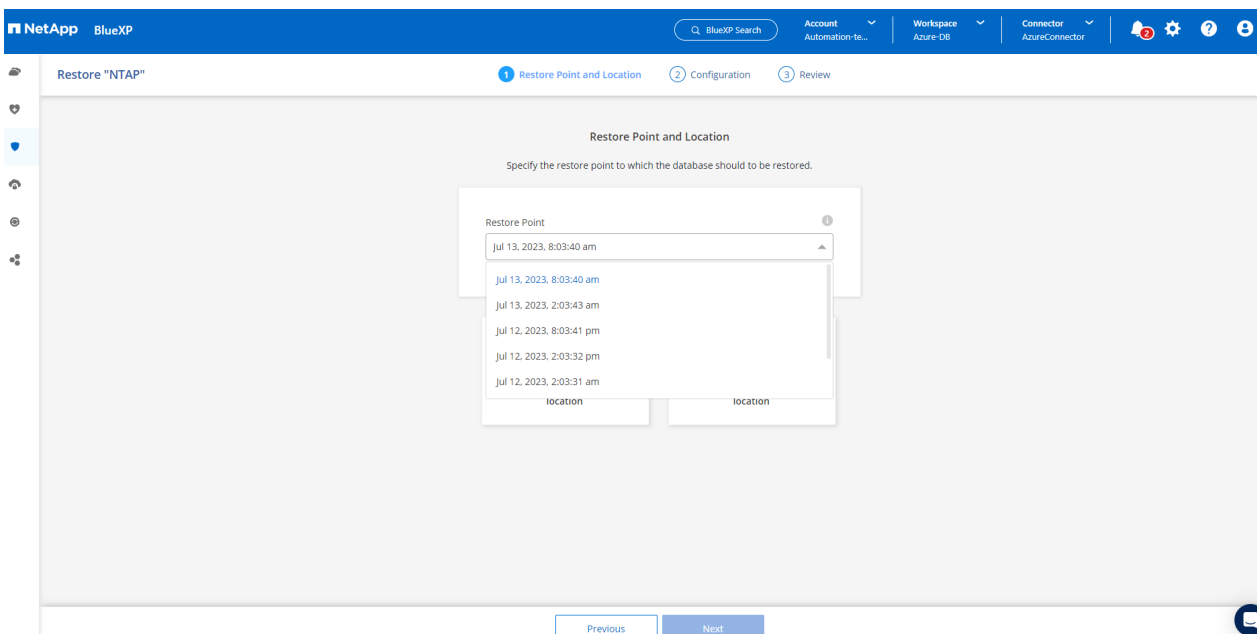 NetApp BlueXP
BlueXP Search
Account
Automation-te...
Workspace
Azure-DB
Connector
AzureConnector
2
Restore "NTAP"
1 Restore Point and Location
2 Configuration
3 Review
Restore Point and Location
Specify the restore point to which the database should to be restored.
Restore Point
Jul 13, 2023, 8:03:40 am
Jul 13, 2023, 8:03:40 am
Jul 13, 2023, 2:03:43 am
Jul 12, 2023, 8:03:41 pm
Jul 12, 2023, 2:03:32 pm
Jul 12, 2023, 2:03:31 am
location
location
Previous
Next